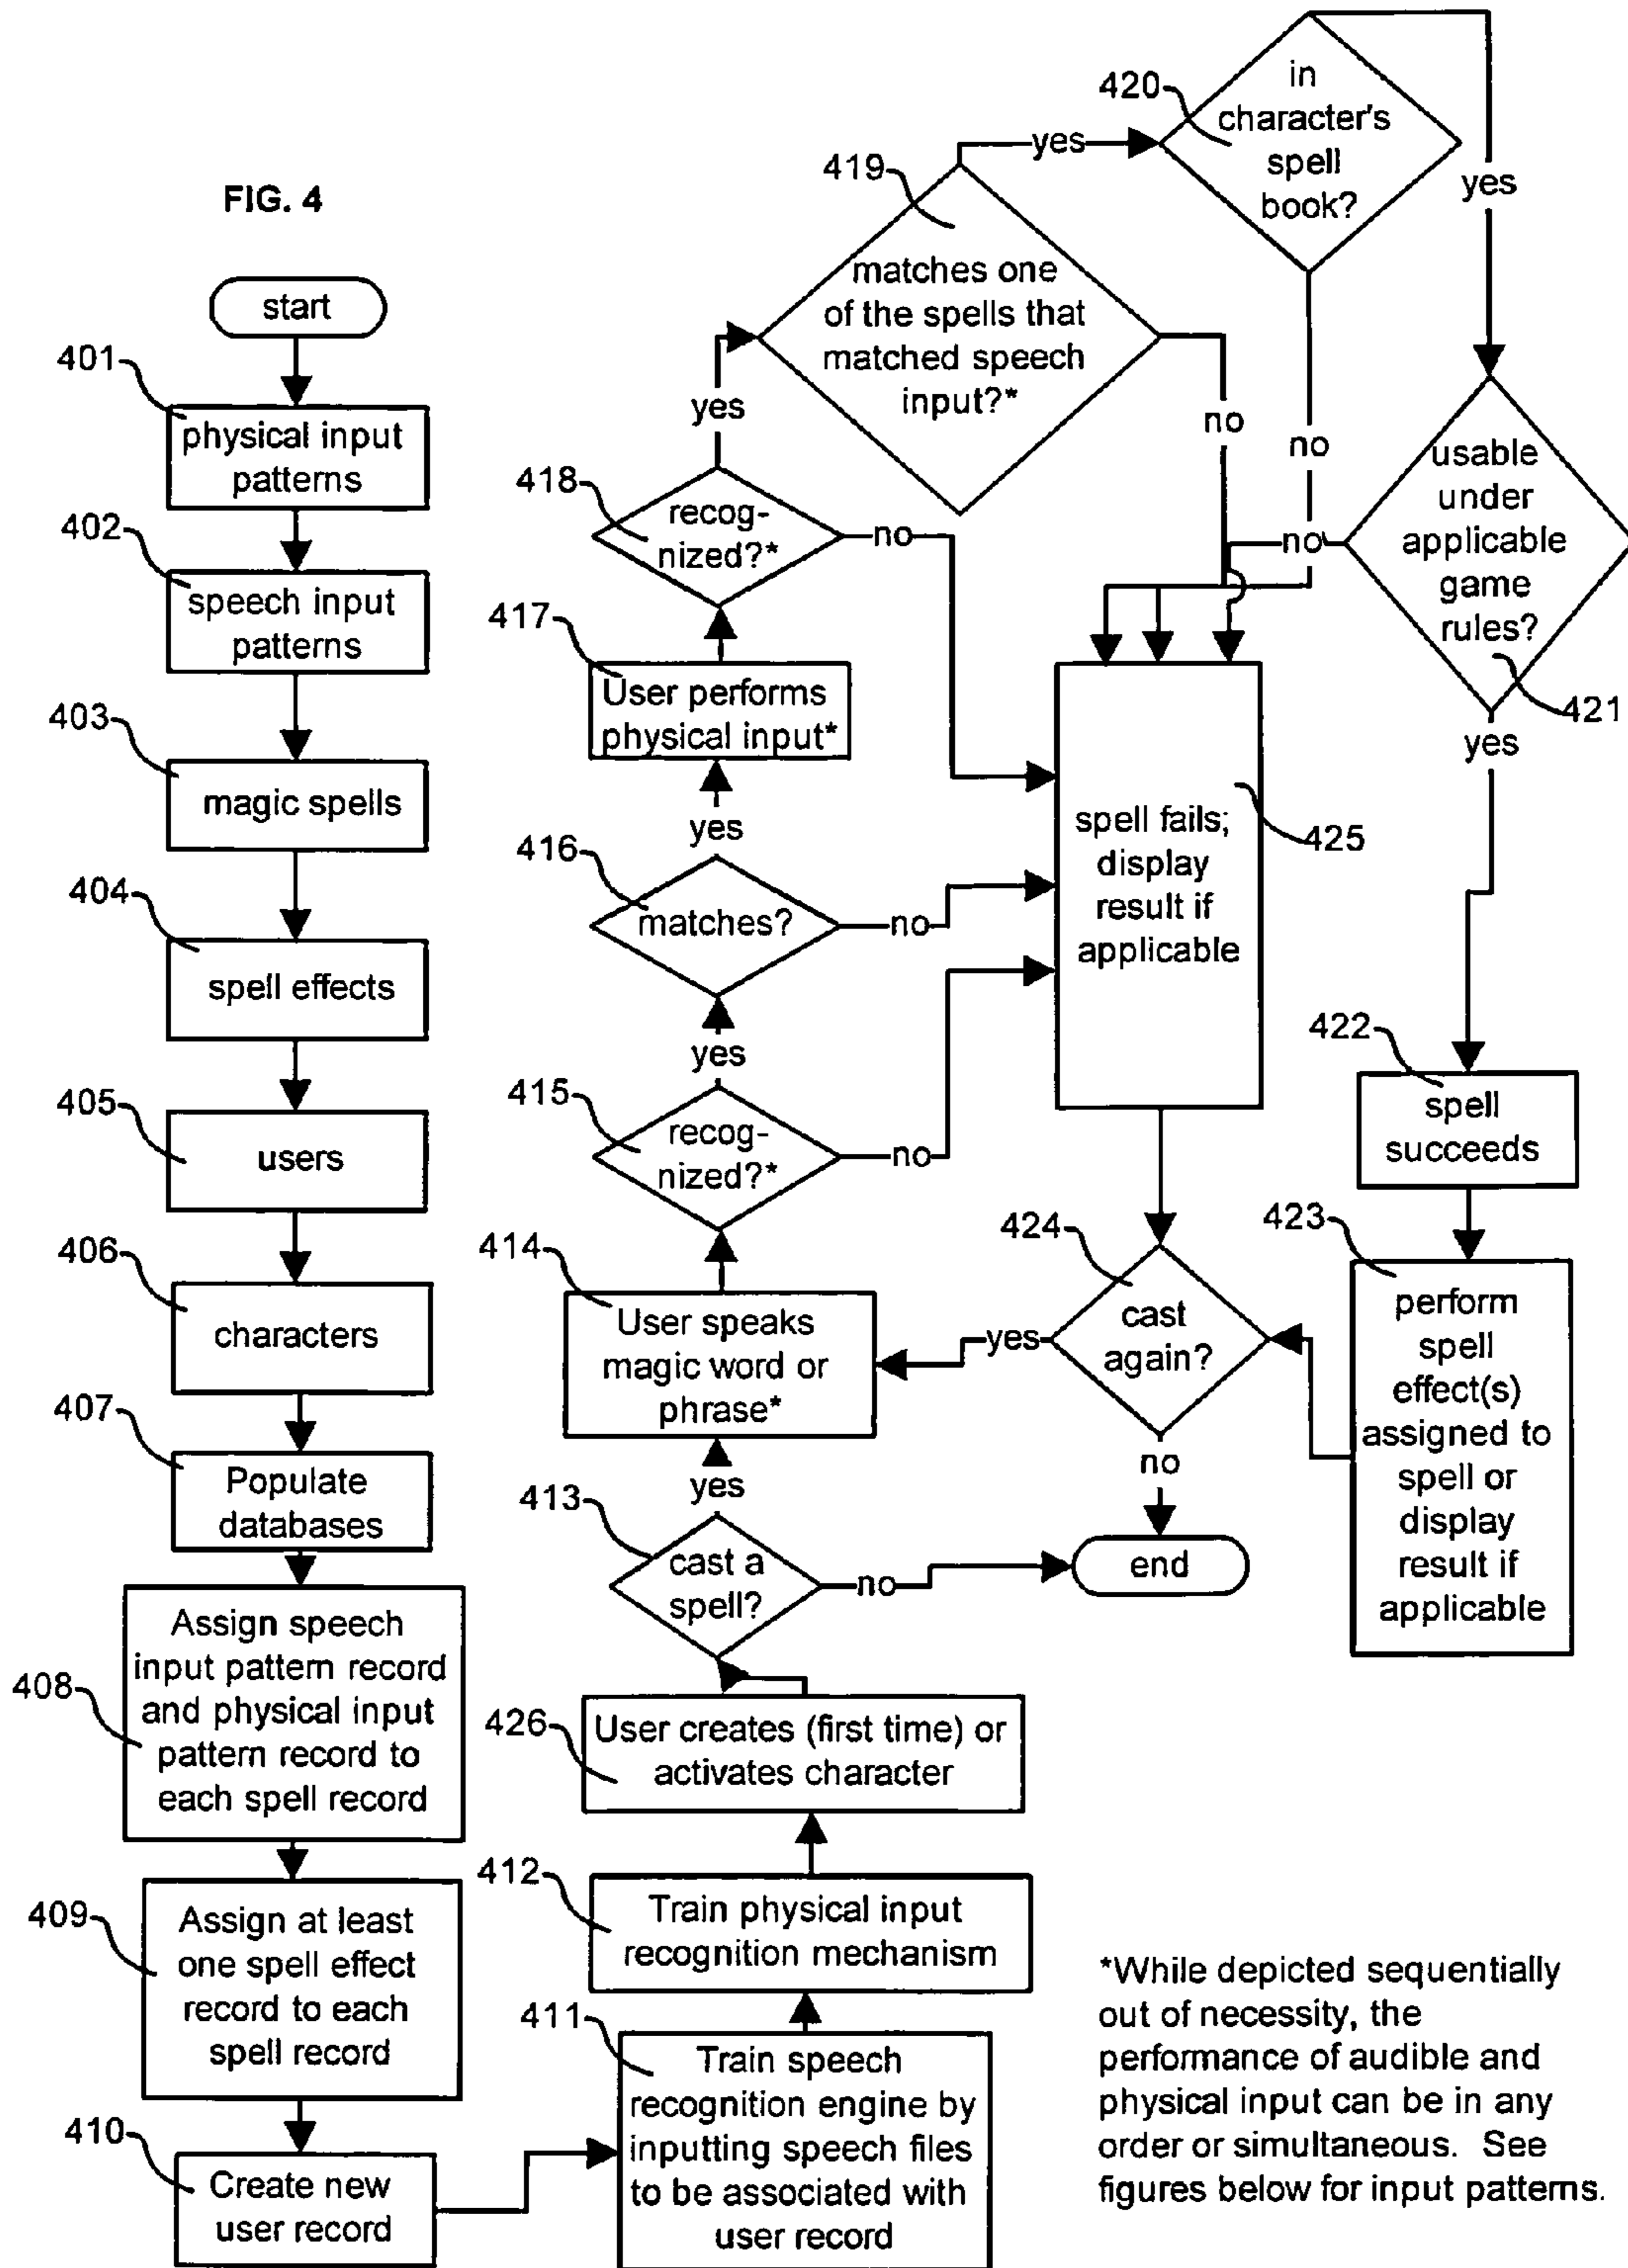 FIG. 4
start
401
physical input
patterns
402
speech input
patterns
403
magic spells
404
spell effects
405
users
406
characters
407
Populate
databases
408
Assign speech
input pattern record
and physical input
pattern record to
each spell record
409
Assign at least
one spell effect
record to each
spell record
410
Create new
user record
411
Train speech
recognition engine by
inputting speech files
to be associated with
user record
412
Train physical input
recognition mechanism
426
User creates (first time) or
activates character
413
cast a
spell?
no
yes
414
User speaks
magic word or
phrase*
415
recog-
nized?*
no
yes
416
matches?
no
yes
417
User performs
physical input*
418
recog-
nized?*
no
yes
419
matches one
of the spells that
matched speech
input?*
no
yes
420
in
character's
spell
book?
no
yes
421
usable
under
applicable
game
rules?
no
yes
422
spell
succeeds
423
perform
spell
effect(s)
assigned to
spell or
display
result if
applicable
425
spell fails;
display
result if
applicable
424
cast
again?
yes
no
end
*While depicted sequentially
out of necessity, the
performance of audible and
physical input can be in any
order or simultaneous. See
figures below for input patterns.